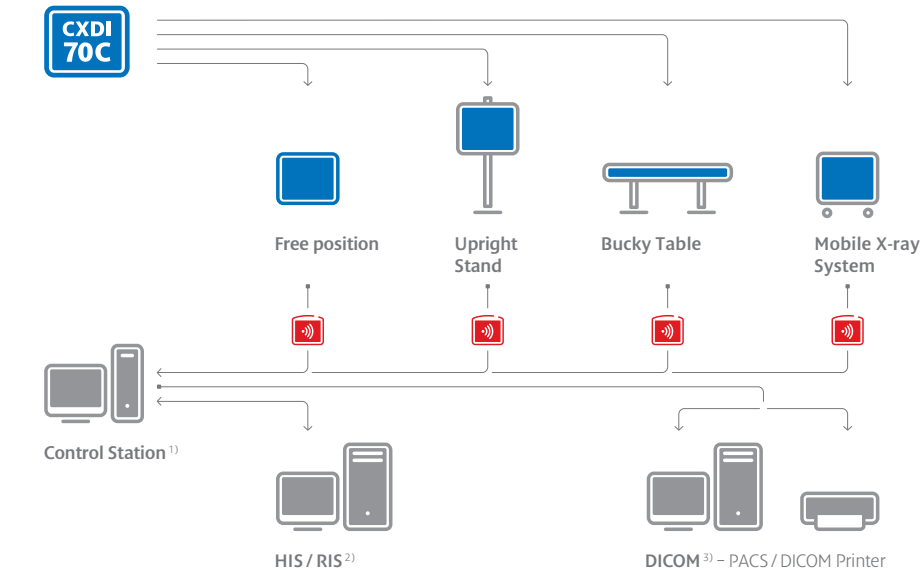 CXDI
70C
Free position
Upright
Stand
Bucky Table
Mobile X-ray
System
Control Station 1)
HIS / RIS 2)
DICOM 3) – PACS / DICOM Printer